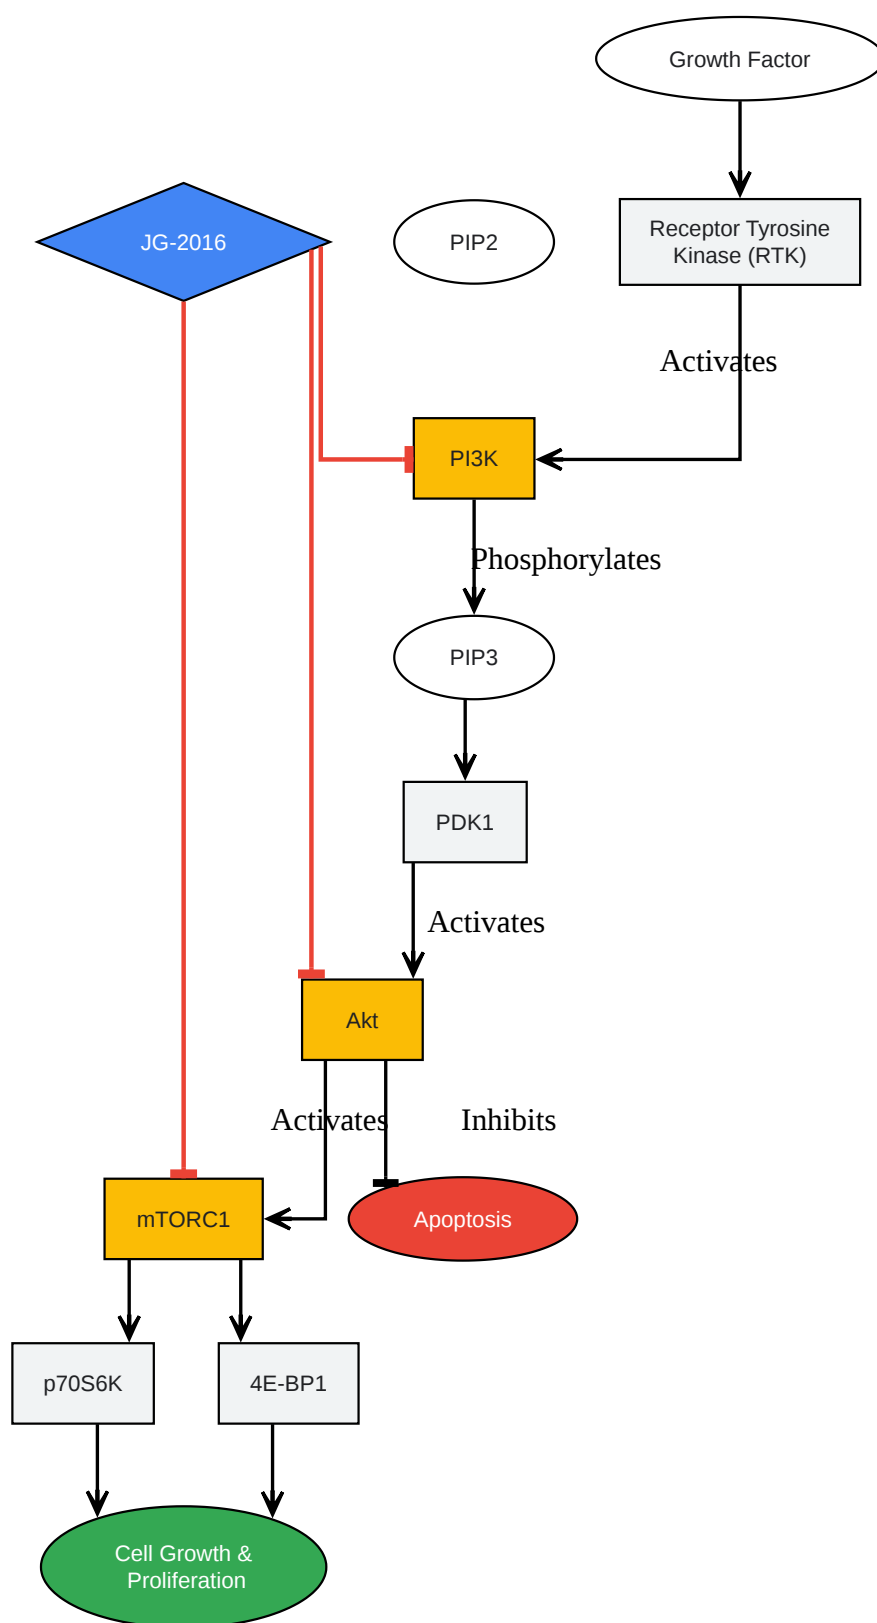 Growth Factor
JG-2016
PIP2
Receptor Tyrosine
Kinase (RTK)
Activates
PI3K
Phosphorylates
PIP3
PDK1
Activates
Akt
Activates
Inhibits
mTORC1
Apoptosis
p70S6K
4E-BP1
Cell Growth &
Proliferation